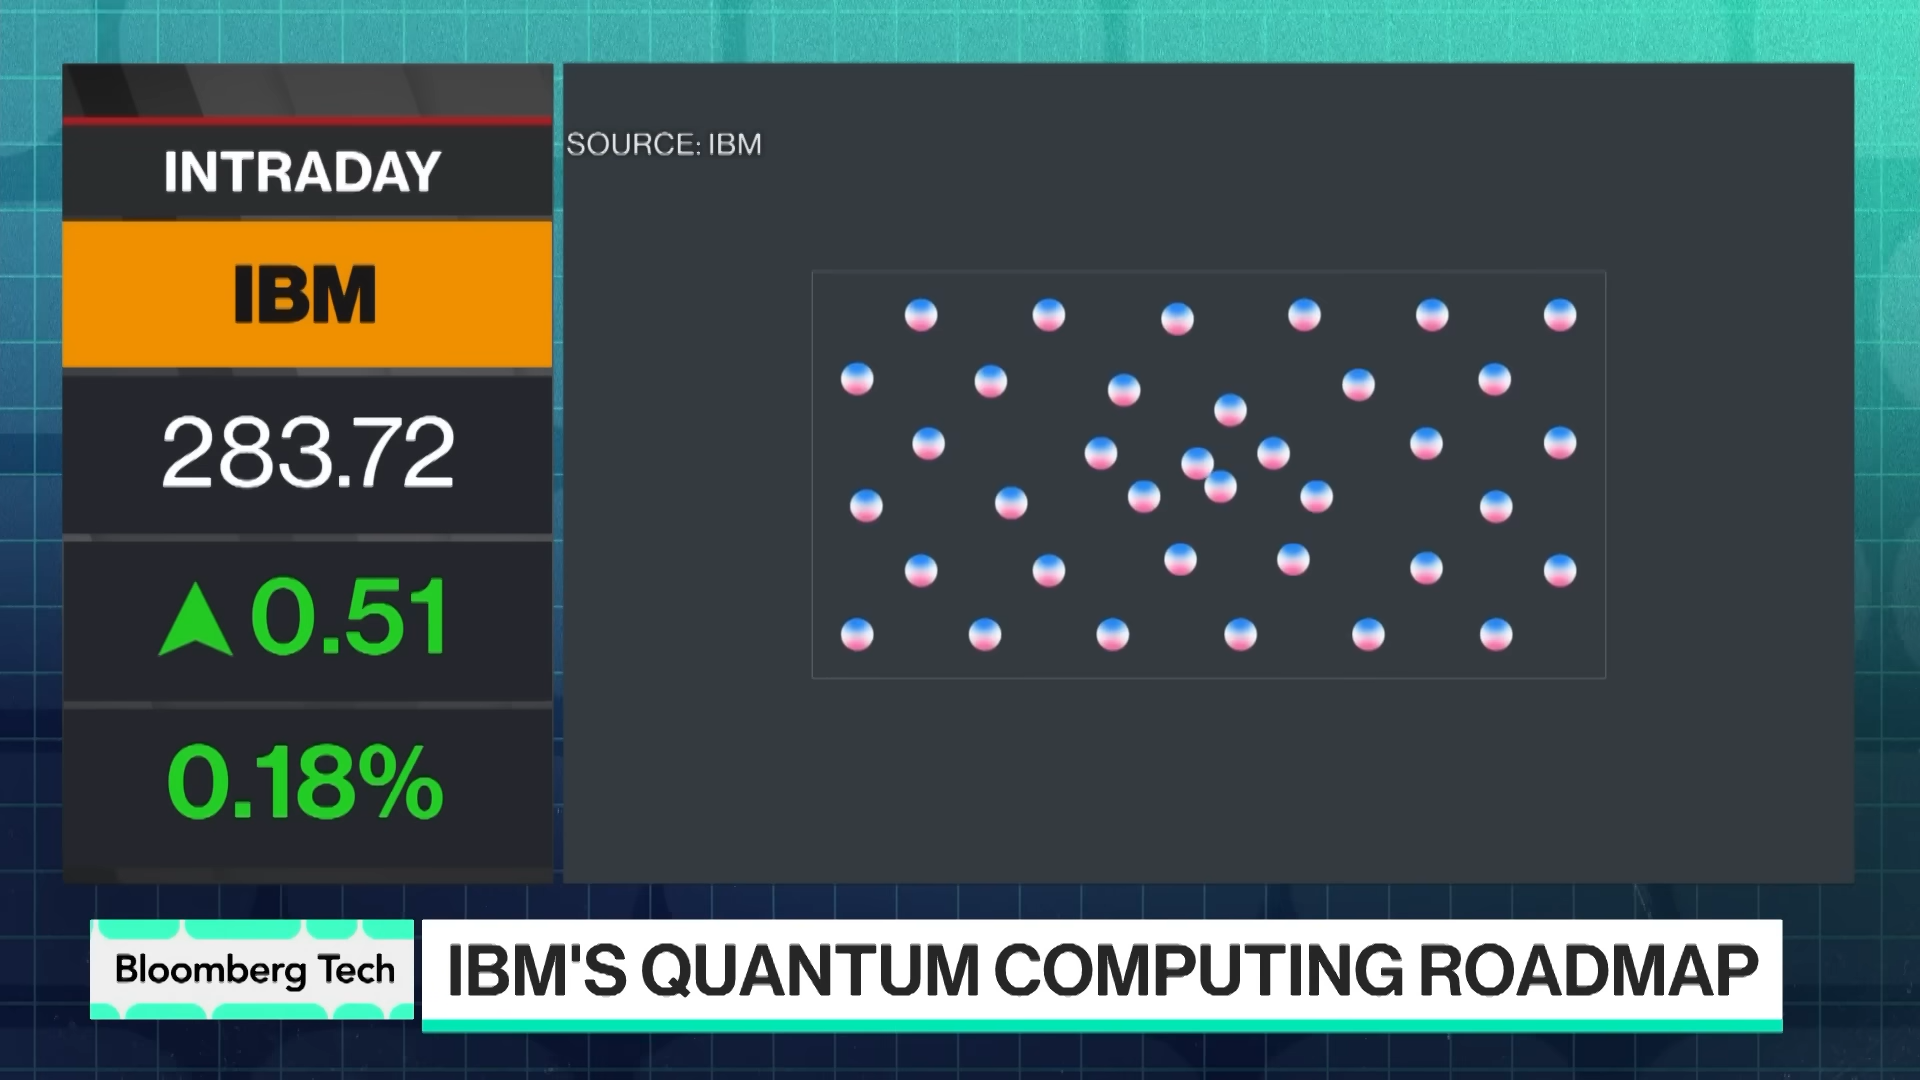 INTRADAY
IBM
283.72
▲0.51
0.18%
SOURCE: IBM
Bloomberg Tech
IBM'S QUANTUM COMPUTING ROADMAP